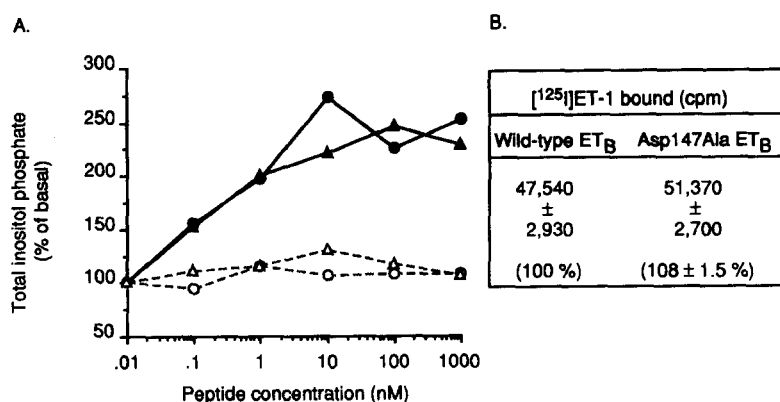 A.
300
250
200
150
100
50
.01
.1
1
10
100
1000
Total inositol phosphate
(% of basal)
Peptide concentration (nM)
B.
[¹²⁵I]ET-1 bound (cpm)
Wild-type ET_B Asp147Ala ET_B
47,540 51,370
± ±
2,930 2,700
(100 %) (108 ± 1.5 %)